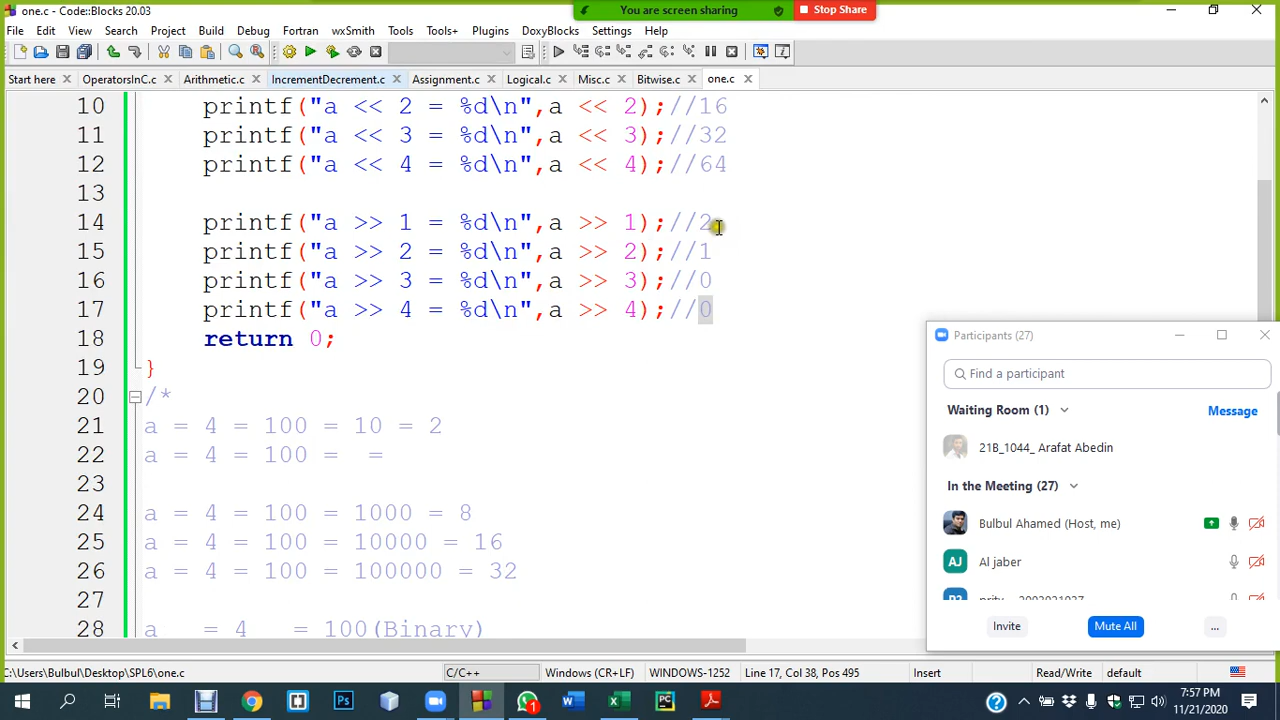 one.c - Code::Blocks 20.03
You are screen sharing
Stop Share
File Edit View Search Project Build Debug Fortran wxSmith Tools Tools+ Plugins DoxyBlocks Settings Help
Start here OperatorsInC.c Arithmetic.c IncrementDecrement.c Assignment.c Logical.c Misc.c Bitwise.c one.c
10 printf("a << 2 = %d\n",a << 2);//16
11 printf("a << 3 = %d\n",a << 3);//32
12 printf("a << 4 = %d\n",a << 4);//64
13
14 printf("a >> 1 = %d\n",a >> 1);//2
15 printf("a >> 2 = %d\n",a >> 2);//1
16 printf("a >> 3 = %d\n",a >> 3);//0
17 printf("a >> 4 = %d\n",a >> 4);//0
18 return 0;
19 }
20 /*
21 a = 4 = 100 = 10 = 2
22 a = 4 = 100 =  =
23
24 a = 4 = 100 = 1000 = 8
25 a = 4 = 100 = 10000 = 16
26 a = 4 = 100 = 100000 = 32
27
28 a = 4 = 100(Binary)
Participants (27)
Find a participant
Waiting Room (1)
Message
21B_1044_ Arafat Abedin
In the Meeting (27)
Bulbul Ahamed (Host, me)
AJ Al jaber
Invite Mute All ...
C:\Users\Bulbul\Desktop\SPL6\one.c C/C++ Windows (CR+LF) WINDOWS-1252 Line 17, Col 38, Pos 495 Insert Read/Write default
7:57 PM
11/21/2020